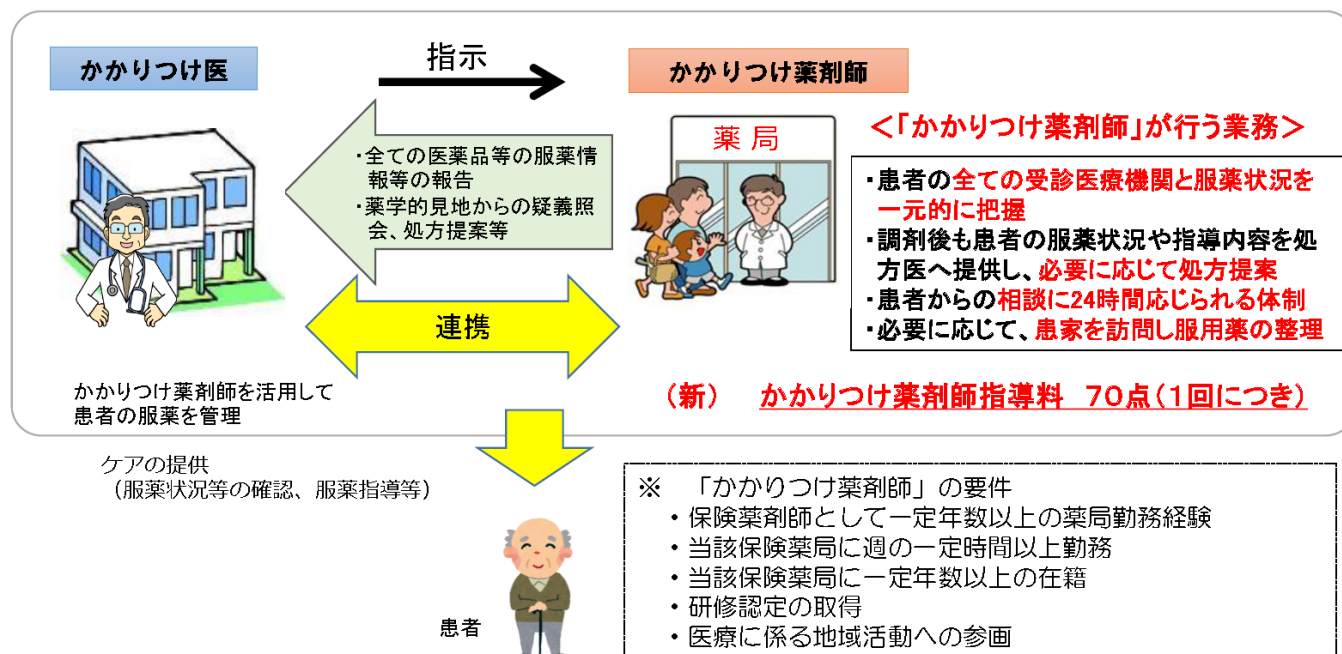 かかりつけ医
指示
かかりつけ薬剤師
・全ての医薬品等の服薬情
報等の報告
・薬学的見地からの疑義照
会、処方提案等
薬局
連携
かかりつけ薬剤師を活用して
患者の服薬を管理
<「かかりつけ薬剤師」が行う業務>
・患者の全ての受診医療機関と服薬状況を
一元的に把握
・調剤後も患者の服薬状況や指導内容を処
方医へ提供し、必要に応じて処方提案
・患者からの相談に24時間応じられる体制
・必要に応じて、患家を訪問し服用薬の整理
(新) かかりつけ薬剤師指導料 70点(1回につき)
ケアの提供
(服薬状況等の確認、服薬指導等)
患者
※ 「かかりつけ薬剤師」の要件
・保険薬剤師として一定年数以上の薬局勤務経験
・当該保険薬局に週の一定時間以上勤務
・当該保険薬局に一定年数以上の在籍
・研修認定の取得
・医療に係る地域活動への参画